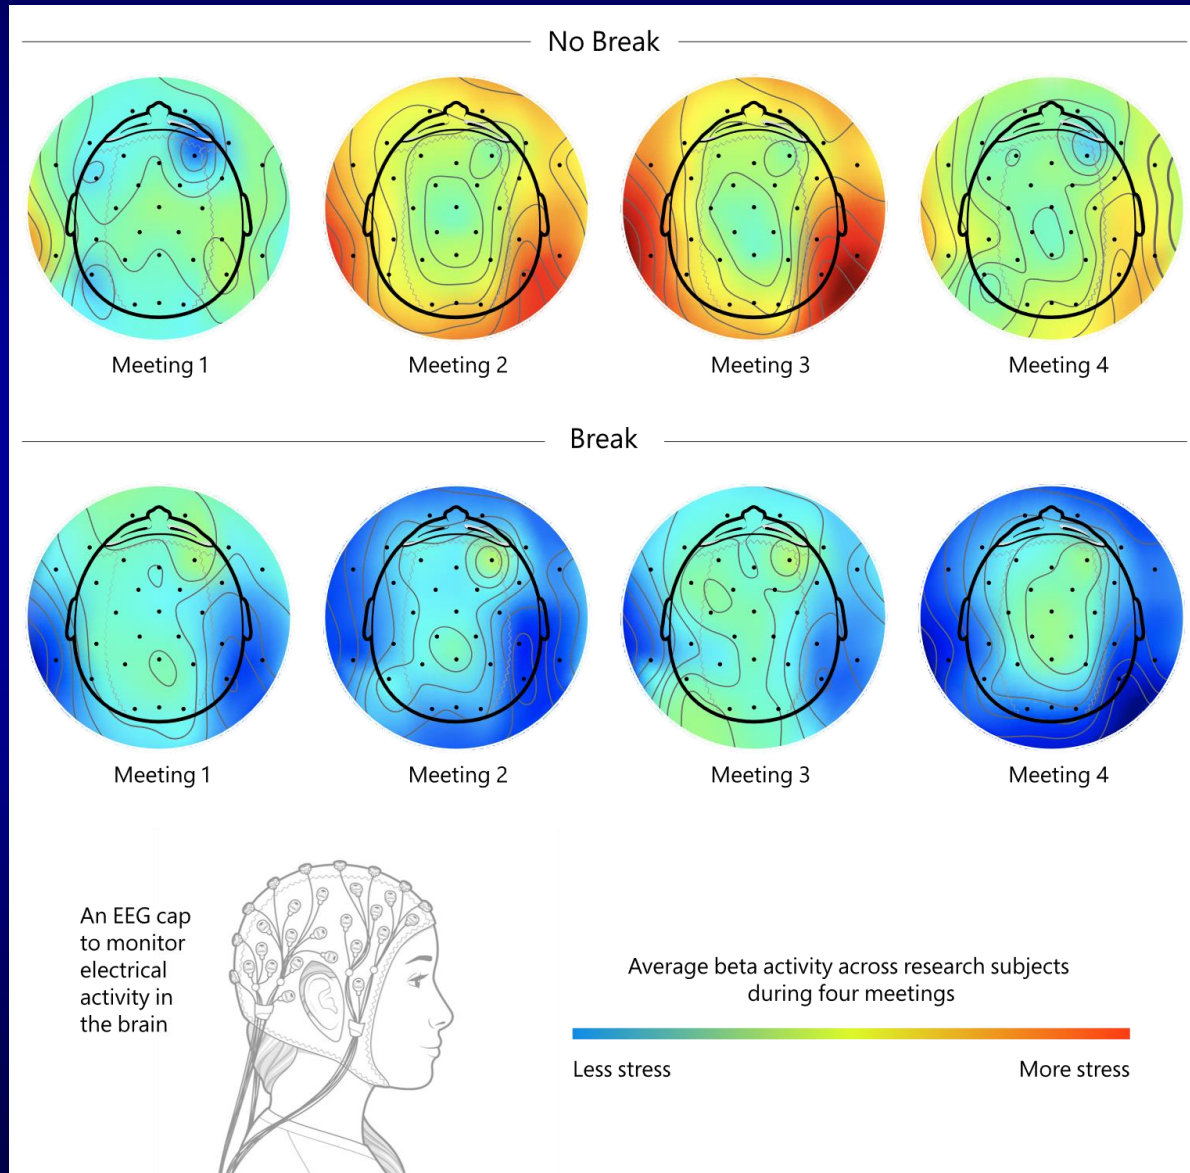 No Break
Meeting 1
Meeting 2
Meeting 3
Meeting 4
Break
Meeting 1
Meeting 2
Meeting 3
Meeting 4
An EEG cap
to monitor
electrical
activity in
the brain
Average beta activity across research subjects
during four meetings
Less stress
More stress